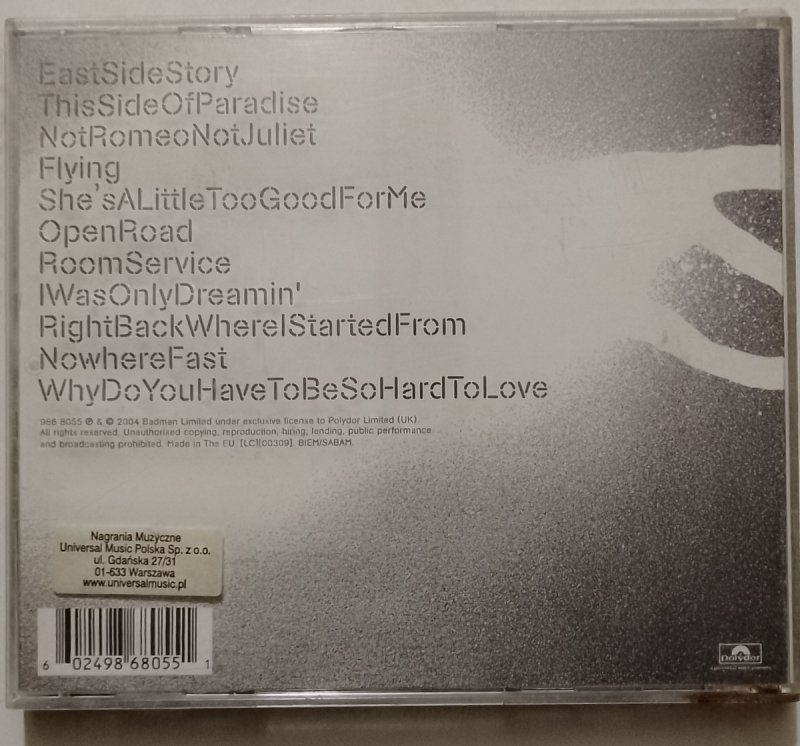 EastSideStory
ThisSideOfParadise
NotRomeoNotJuliet
Flying
She'sALittleTooGoodForMe
OpenRoad
RoomService
IWasOnlyDreamin'
RightBackWhereIStartedFrom
NowhereFast
WhyDoYouHaveToBeSoHardToLove
986 8055 ℗ & © 2004 Badman Limited under exclusive license to Polydor Limited (UK)
All rights reserved. Unauthorised copying, reproduction, hiring, lending, public performance
and broadcasting prohibited. Made in The EU. [LC][00309]. BIEM/SABAM.
Nagrania Muzyczne
Universal Music Polska Sp. z o.o.
ul. Gdańska 27/31
01-633 Warszawa
www.universalmusic.pl
6 02498 68055 1
Polydor